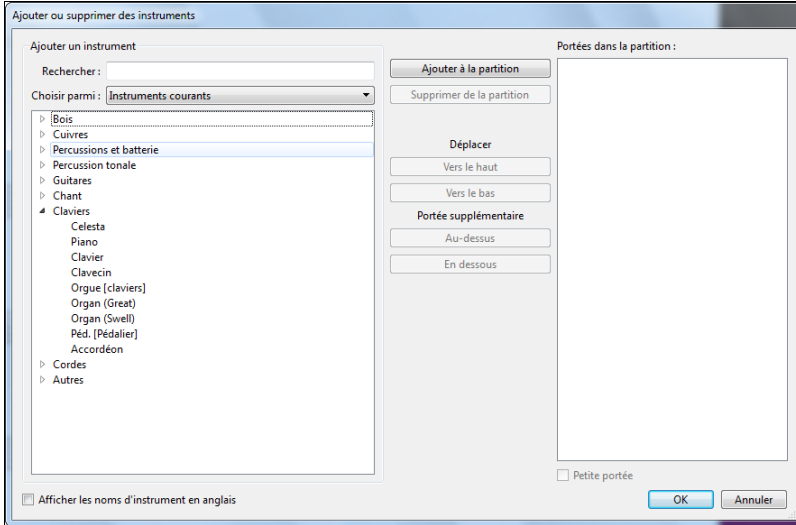 Ajouter ou supprimer des instruments
Ajouter un instrument
Rechercher :
Choisir parmi : Instruments courants
Bois
Cuivres
Percussions et batterie
Percussion tonale
Guitares
Chant
Claviers
Celesta
Piano
Clavier
Clavecin
Orgue [claviers]
Organ (Great)
Organ (Swell)
Péd. [Pédalier]
Accordéon
Cordes
Autres
Afficher les noms d'instrument en anglais
Ajouter à la partition
Supprimer de la partition
Déplacer
Vers le haut
Vers le bas
Portée supplémentaire
Au-dessus
En dessous
Portées dans la partition :
Petite portée
OK
Annuler